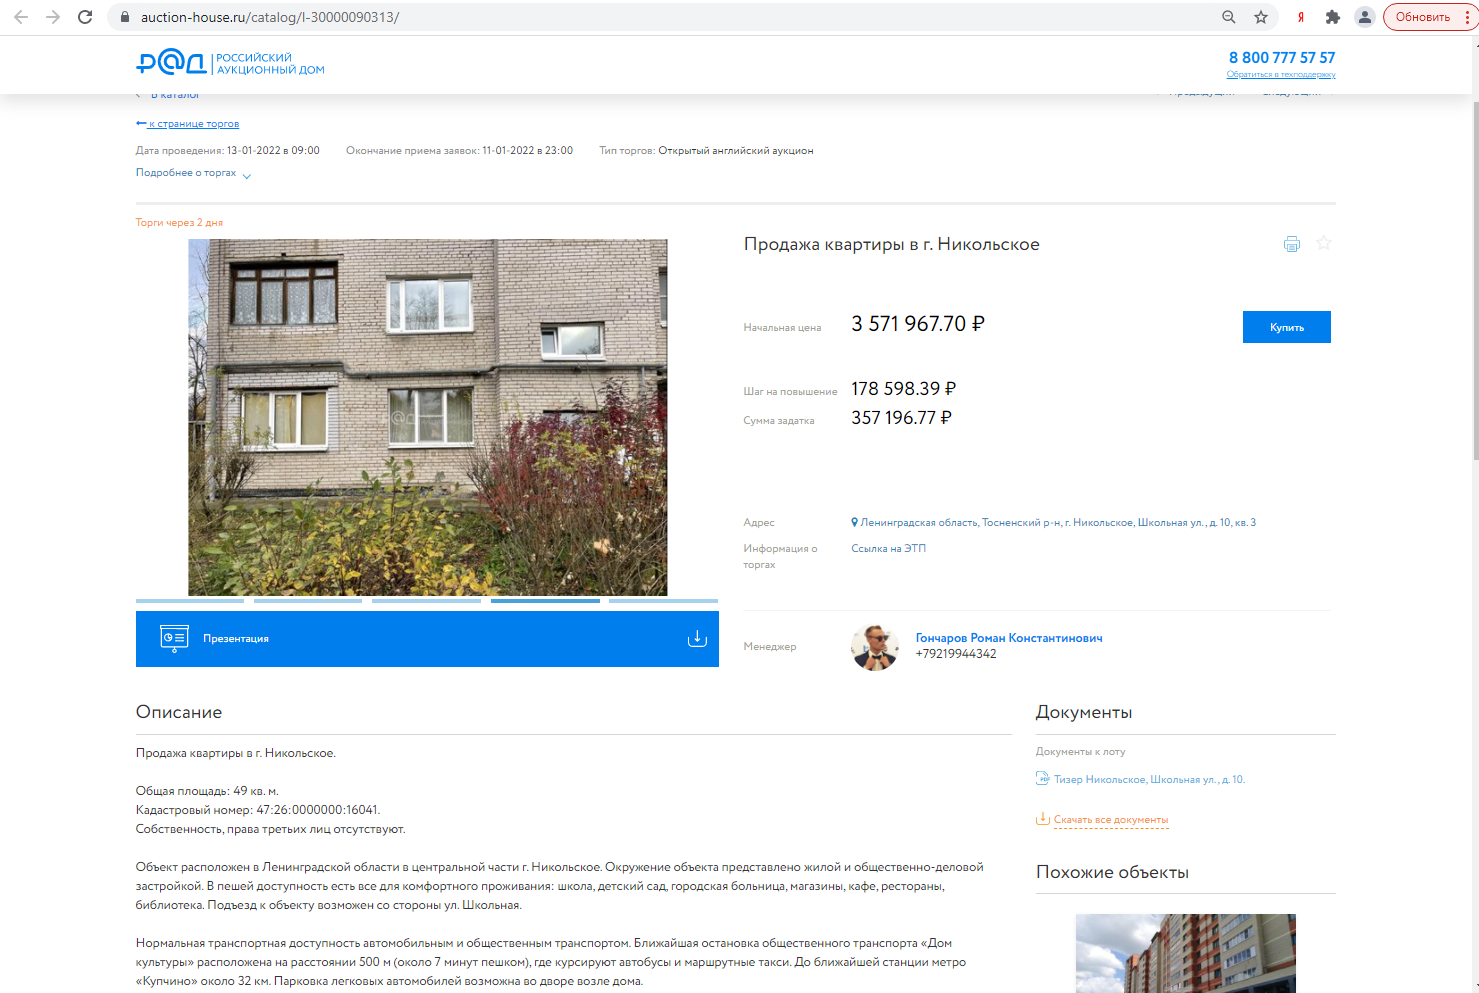 auction-house.ru/catalog/l-30000090313/
Я
Обновить
РАД
РОССИЙСКИЙ
АУКЦИОННЫЙ ДОМ
8 800 777 57 57
Обратиться в техподдержку
В каталог
Предыдущий
Следующий
к странице торгов
Дата проведения: 13-01-2022 в 09:00 Окончание приема заявок: 11-01-2022 в 23:00 Тип торгов: Открытый английский аукцион
Подробнее о торгах
Торги через 2 дня
Продажа квартиры в г. Никольское
Начальная цена 3 571 967.70 ₽
Купить
Шаг на повышение 178 598.39 ₽
Сумма задатка 357 196.77 ₽
Адрес Ленинградская область, Тосненский р-н, г. Никольское, Школьная ул., д. 10, кв. 3
Информация о Ссылка на ЭТП
торгах
Презентация
Менеджер
Гончаров Роман Константинович
+79219944342
Описание
Продажа квартиры в г. Никольское.
Общая площадь: 49 кв. м.
Кадастровый номер: 47:26:0000000:16041.
Собственность, права третьих лиц отсутствуют.
Объект расположен в Ленинградской области в центральной части г. Никольское. Окружение объекта представлено жилой и общественно-деловой
застройкой. В пешей доступность есть все для комфортного проживания: школа, детский сад, городская больница, магазины, кафе, рестораны,
библиотека. Подъезд к объекту возможен со стороны ул. Школьная.
Нормальная транспортная доступность автомобильным и общественным транспортом. Ближайшая остановка общественного транспорта «Дом
культуры» расположена на расстоянии 500 м (около 7 минут пешком), где курсируют автобусы и маршрутные такси. До ближайшей станции метро
«Купчино» около 32 км. Парковка легковых автомобилей возможна во дворе возле дома.
Документы
Документы к лоту
Тизер Никольское, Школьная ул., д. 10.
Скачать все документы
Похожие объекты